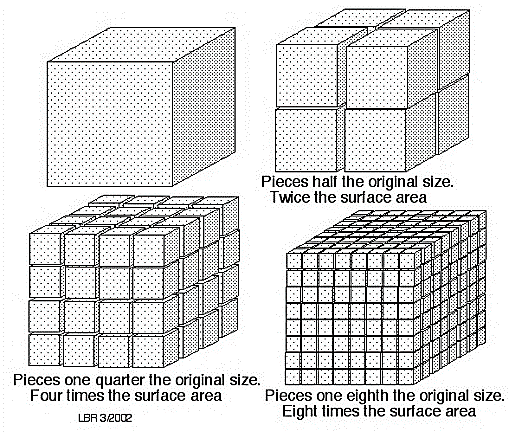 Pieces half the original size.
Twice the surface area
Pieces one quarter the original size.
Four times the surface area
LBR 3/2002
Pieces one eighth the original size.
Eight times the surface area